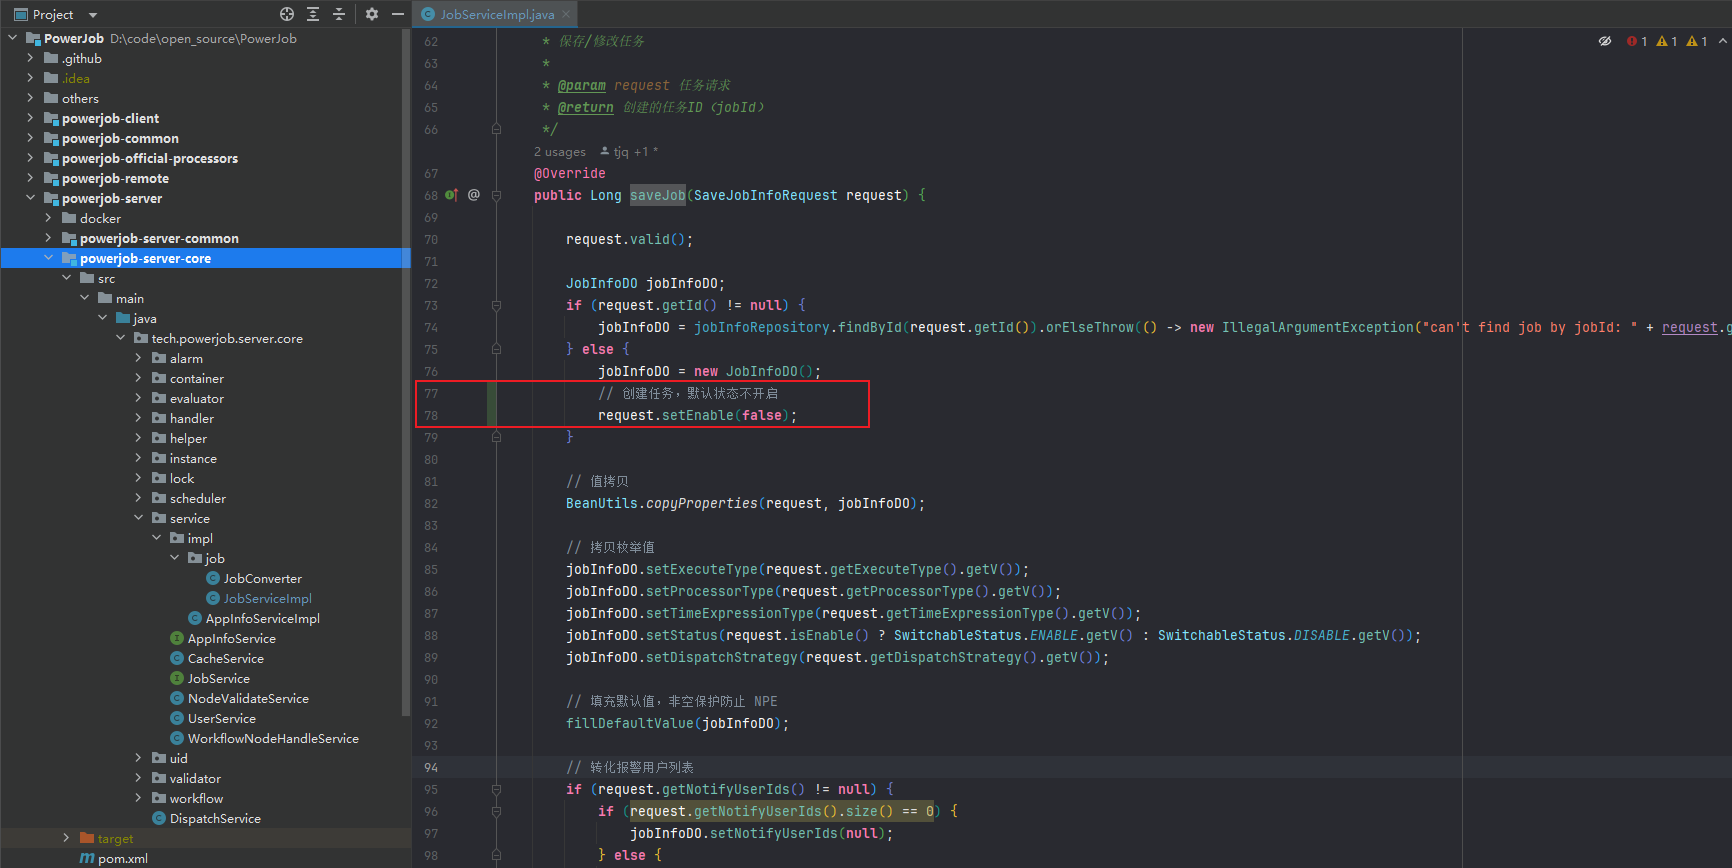 Project
PowerJob D:\code\open_source\PowerJob
.github
.idea
others
powerjob-client
powerjob-common
powerjob-official-processors
powerjob-remote
powerjob-server
docker
powerjob-server-common
powerjob-server-core
src
main
java
tech.powerjob.server.core
alarm
container
evaluator
handler
helper
instance
lock
scheduler
service
impl
job
JobConverter
JobServiceImpl
AppInfoServiceImpl
AppInfoService
CacheService
JobService
NodeValidateService
UserService
WorkflowNodeHandleService
uid
validator
workflow
DispatchService
target
pom.xml
JobServiceImpl.java
1 1 1
62 * 保存/修改任务
63 *
64 * @param request 任务请求
65 * @return 创建的任务ID（jobId）
66 */
2 usages tjq +1 *
67 @Override
68 public Long saveJob(SaveJobInfoRequest request) {
69
70 request.valid();
71
72 JobInfoDO jobInfoDO;
73 if (request.getId() != null) {
74 jobInfoDO = jobInfoRepository.findById(request.getId()).orElseThrow(() -> new IllegalArgumentException("can't find job by jobId: " + request.g
75 } else {
76 jobInfoDO = new JobInfoDO();
77 // 创建任务，默认状态不开启
78 request.setEnable(false);
79 }
80
81 // 值拷贝
82 BeanUtils.copyProperties(request, jobInfoDO);
83
84 // 拷贝枚举值
85 jobInfoDO.setExecuteType(request.getExecuteType().getV());
86 jobInfoDO.setProcessorType(request.getProcessorType().getV());
87 jobInfoDO.setTimeExpressionType(request.getTimeExpressionType().getV());
88 jobInfoDO.setStatus(request.isEnable() ? SwitchableStatus.ENABLE.getV() : SwitchableStatus.DISABLE.getV());
89 jobInfoDO.setDispatchStrategy(request.getDispatchStrategy().getV());
90
91 // 填充默认值，非空保护防止 NPE
92 fillDefaultValue(jobInfoDO);
93
94 // 转化报警用户列表
95 if (request.getNotifyUserIds() != null) {
96 if (request.getNotifyUserIds().size() == 0) {
97 jobInfoDO.setNotifyUserIds(null);
98 } else {